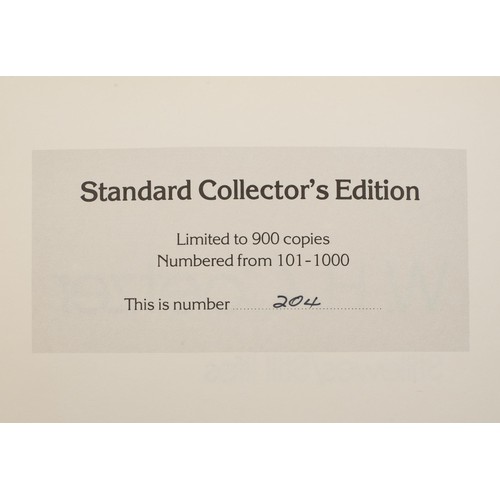 Standard Collector's Edition
Limited to 900 copies
Numbered from 101-1000
This is number 204